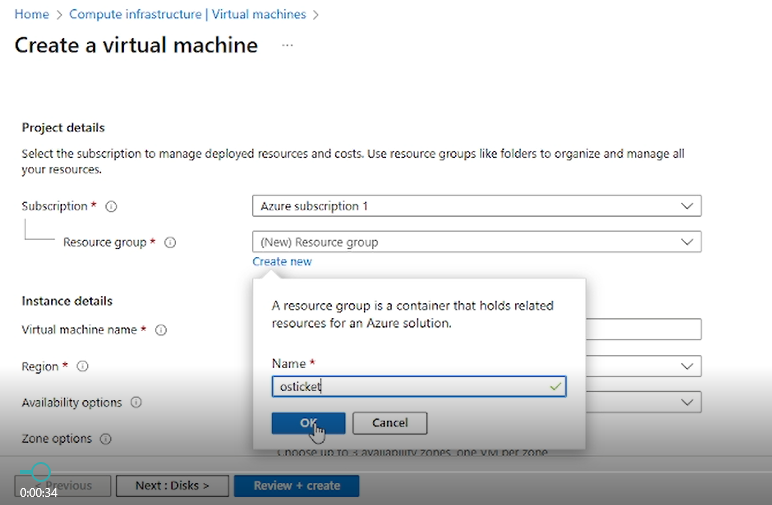 Home > Compute infrastructure | Virtual machines >
Create a virtual machine ...
Project details
Select the subscription to manage deployed resources and costs. Use resource groups like folders to organize and manage all
your resources.
Subscription *
Azure subscription 1
Resource group *
(New) Resource group
Create new
A resource group is a container that holds related
resources for an Azure solution.
Name *
osticket
OK
Cancel
Instance details
Virtual machine name *
Region *
Availability options
Zone options
Choose up to 3 availability zones, one VM per zone
< Previous
Next : Disks >
Review + create
0:00:34